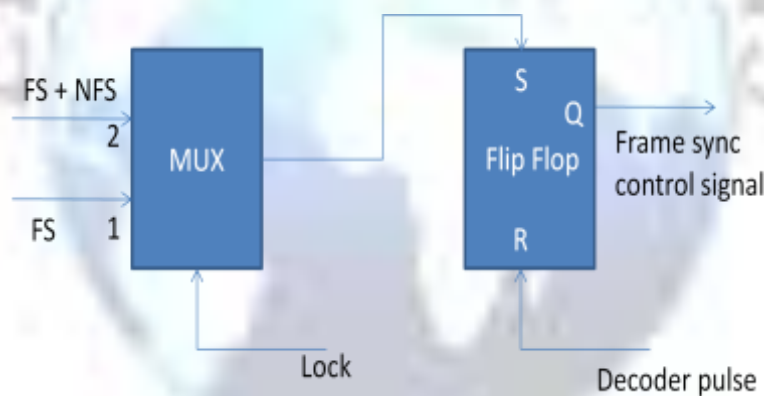 FS + NFS
2
MUX
FS
1
Lock
S
Q
Flip Flop
R
Frame sync
control signal
Decoder pulse